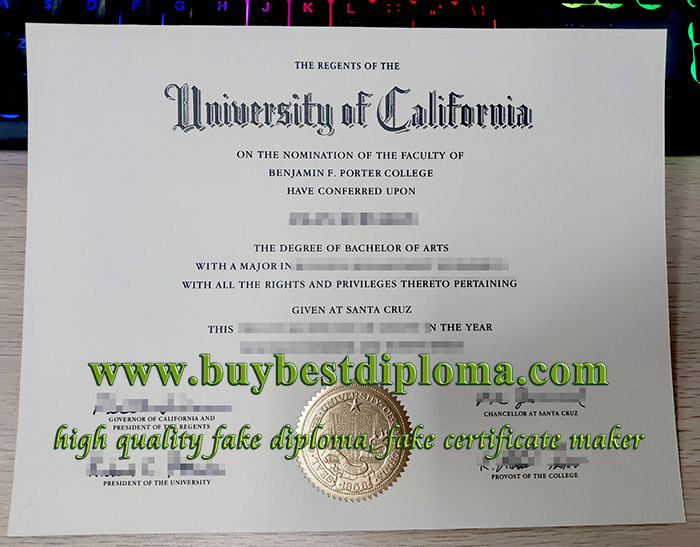 A S D F G H J K L
THE REGENTS OF THE
University of California
ON THE NOMINATION OF THE FACULTY OF
BENJAMIN F. PORTER COLLEGE
HAVE CONFERRED UPON
THE DEGREE OF BACHELOR OF ARTS
WITH A MAJOR IN
WITH ALL THE RIGHTS AND PRIVILEGES THERETO PERTAINING
GIVEN AT SANTA CRUZ
THIS N THE YEAR
www.buybestdiploma.com
GOVERNOR OF CALIFORNIA AND
PRESIDENT OF THE REGENTS
CHANCELLOR AT SANTA CRUZ
high quality fake diploma, fake certificate maker
PRESIDENT OF THE UNIVERSITY
1868
PROVOST OF THE COLLEGE